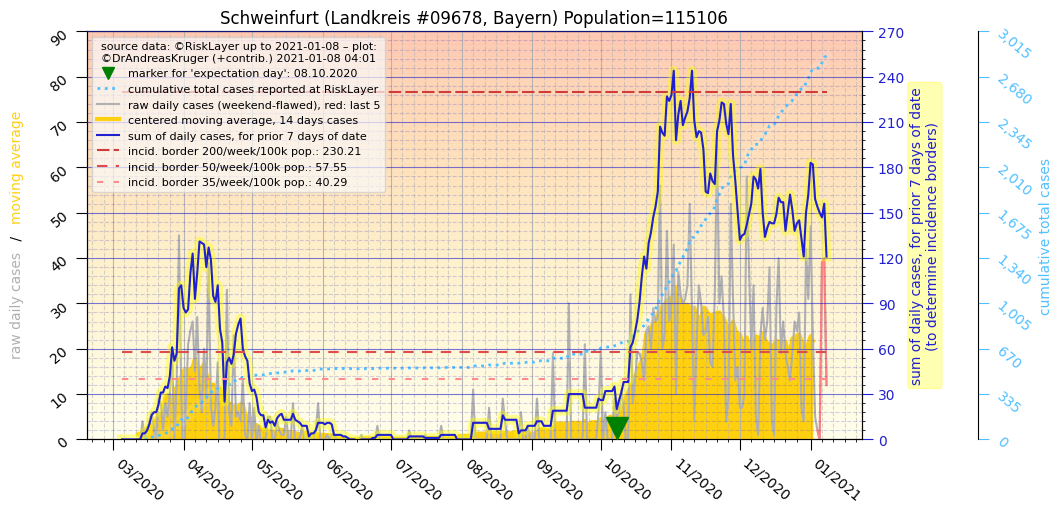 Schweinfurt (Landkreis #09678, Bayern) Population=115106
source data: ©RiskLayer up to 2021-01-08 – plot:
©DrAndreasKruger (+contrib.) 2021-01-08 04:01
marker for 'expectation day': 08.10.2020
cumulative total cases reported at RiskLayer
raw daily cases (weekend-flawed), red: last 5
centered moving average, 14 days cases
sum of daily cases, for prior 7 days of date
incid. border 200/week/100k pop.: 230.21
incid. border 50/week/100k pop.: 57.55
incid. border 35/week/100k pop.: 40.29
raw daily cases / moving average
90
80
70
60
50
40
30
20
10
0
03/2020
04/2020
05/2020
06/2020
07/2020
08/2020
09/2020
10/2020
11/2020
12/2020
01/2021
270
240
210
180
150
120
90
60
30
0
sum of daily cases, for prior 7 days of date
(to determine incidence borders)
3,015
2,680
2,345
2,010
1,675
1,340
1,005
670
335
0
cumulative total cases